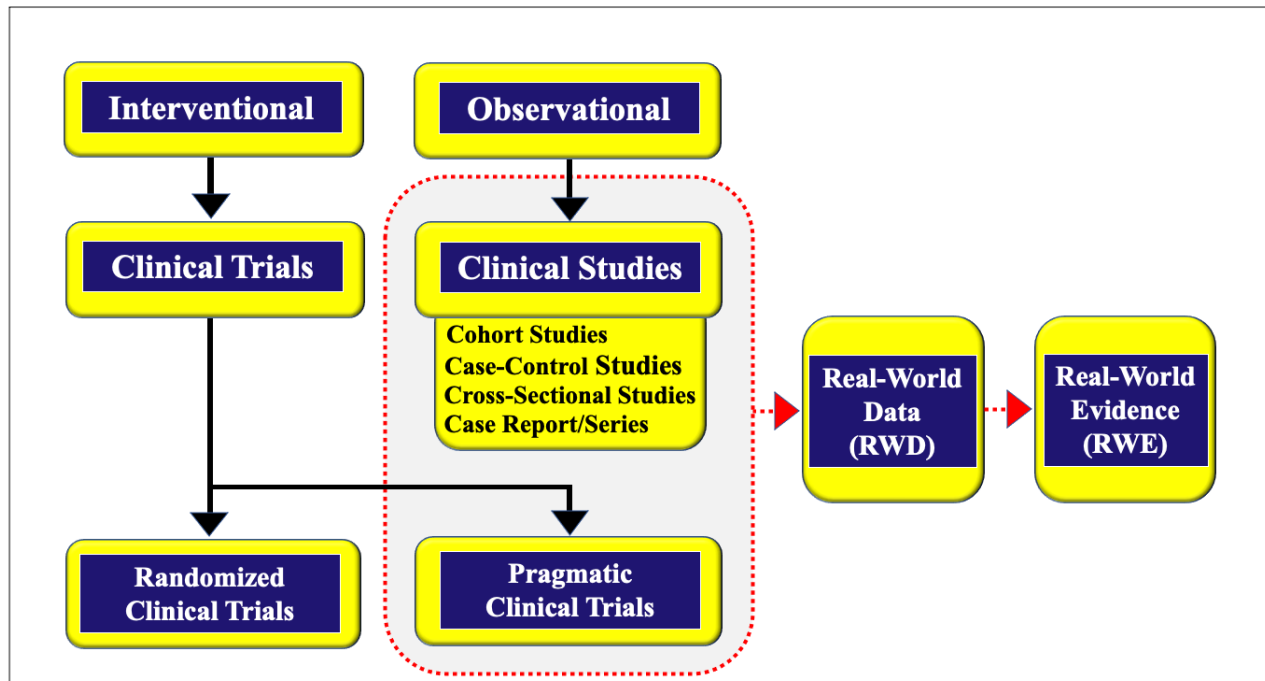 Interventional
Observational
Clinical Trials
Clinical Studies
Cohort Studies
Case-Control Studies
Cross-Sectional Studies
Case Report/Series
Real-World
Data
(RWD)
Real-World
Evidence
(RWE)
Randomized
Clinical Trials
Pragmatic
Clinical Trials